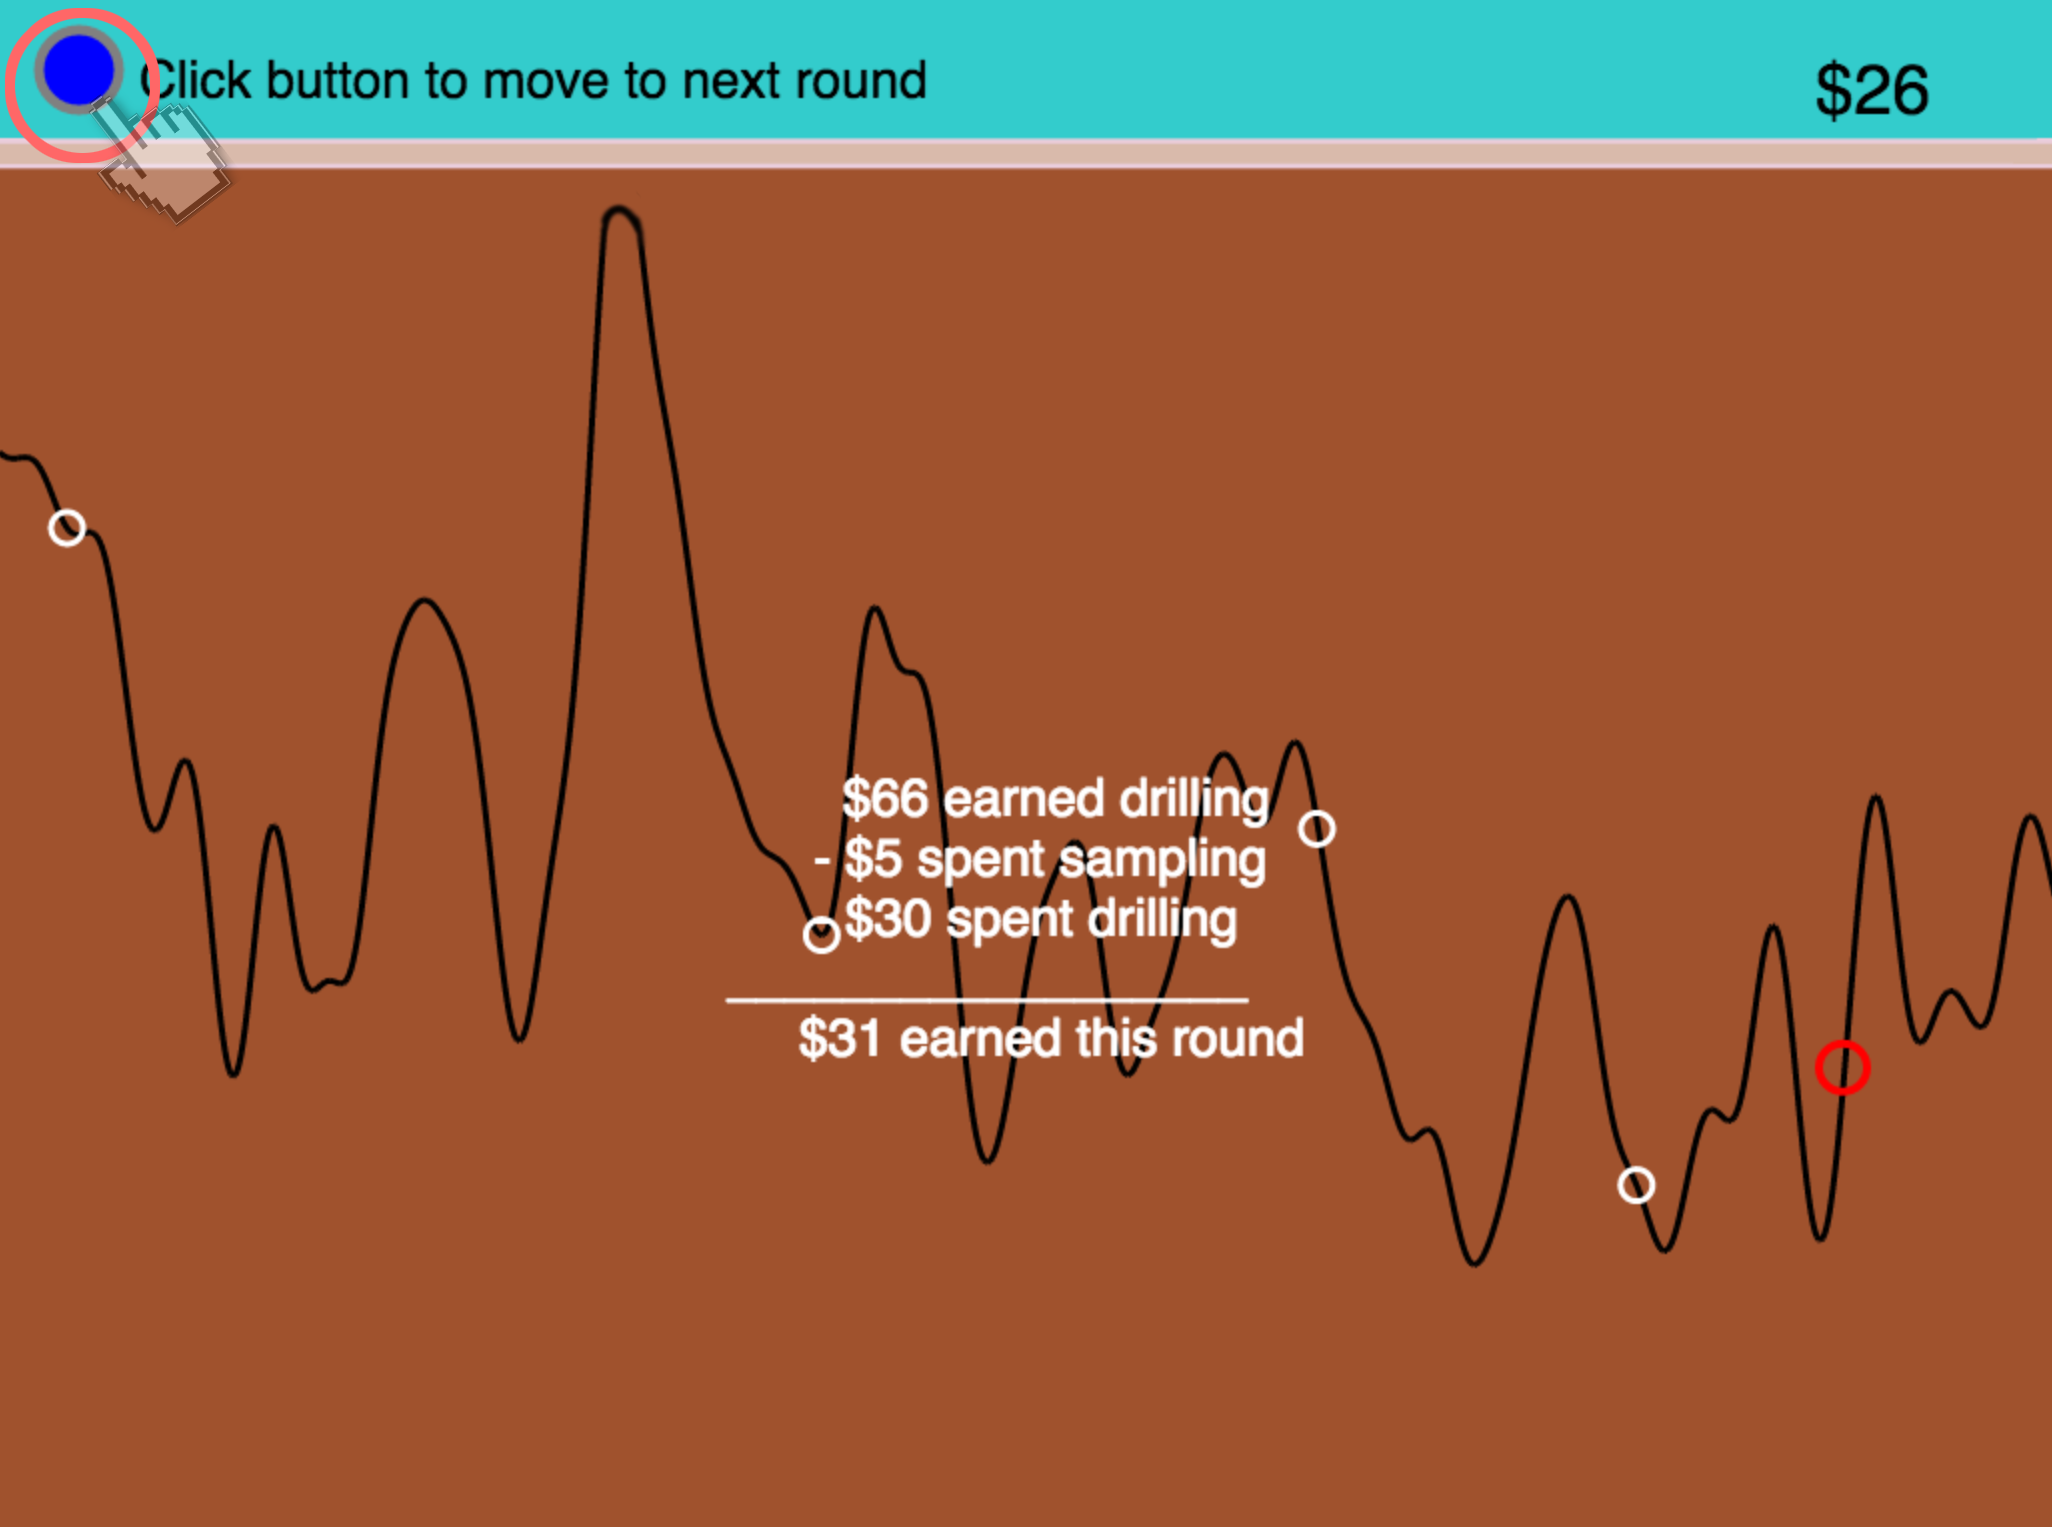 Click button to move to next round
$26
$66 earned drilling
- $5 spent sampling
$30 spent drilling
$31 earned this round